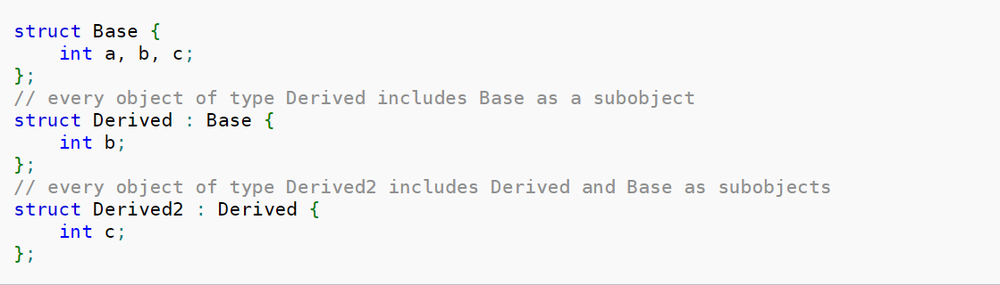 struct Base {
    int a, b, c;
};
// every object of type Derived includes Base as a subobject
struct Derived : Base {
    int b;
};
// every object of type Derived2 includes Derived and Base as subobjects
struct Derived2 : Derived {
    int c;
};